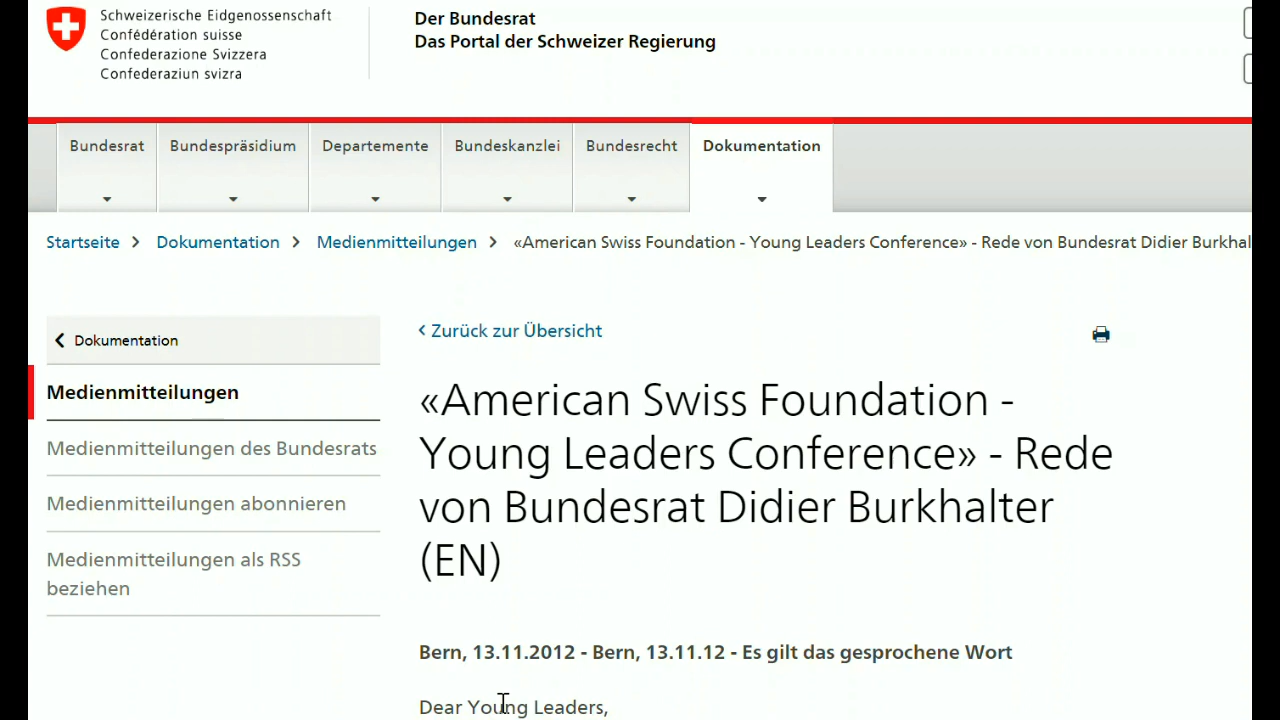 Schweizerische Eidgenossenschaft
Confédération suisse
Confederazione Svizzera
Confederaziun svizra
Der Bundesrat
Das Portal der Schweizer Regierung
Bundesrat
Bundespräsidium
Departemente
Bundeskanzlei
Bundesrecht
Dokumentation
Startseite > Dokumentation > Medienmitteilungen > «American Swiss Foundation - Young Leaders Conference» - Rede von Bundesrat Didier Burkhal
Dokumentation
Medienmitteilungen
Medienmitteilungen des Bundesrats
Medienmitteilungen abonnieren
Medienmitteilungen als RSS
beziehen
Zurück zur Übersicht
«American Swiss Foundation -
Young Leaders Conference» - Rede
von Bundesrat Didier Burkhalter
(EN)
Bern, 13.11.2012 - Bern, 13.11.12 - Es gilt das gesprochene Wort
Dear Young Leaders,